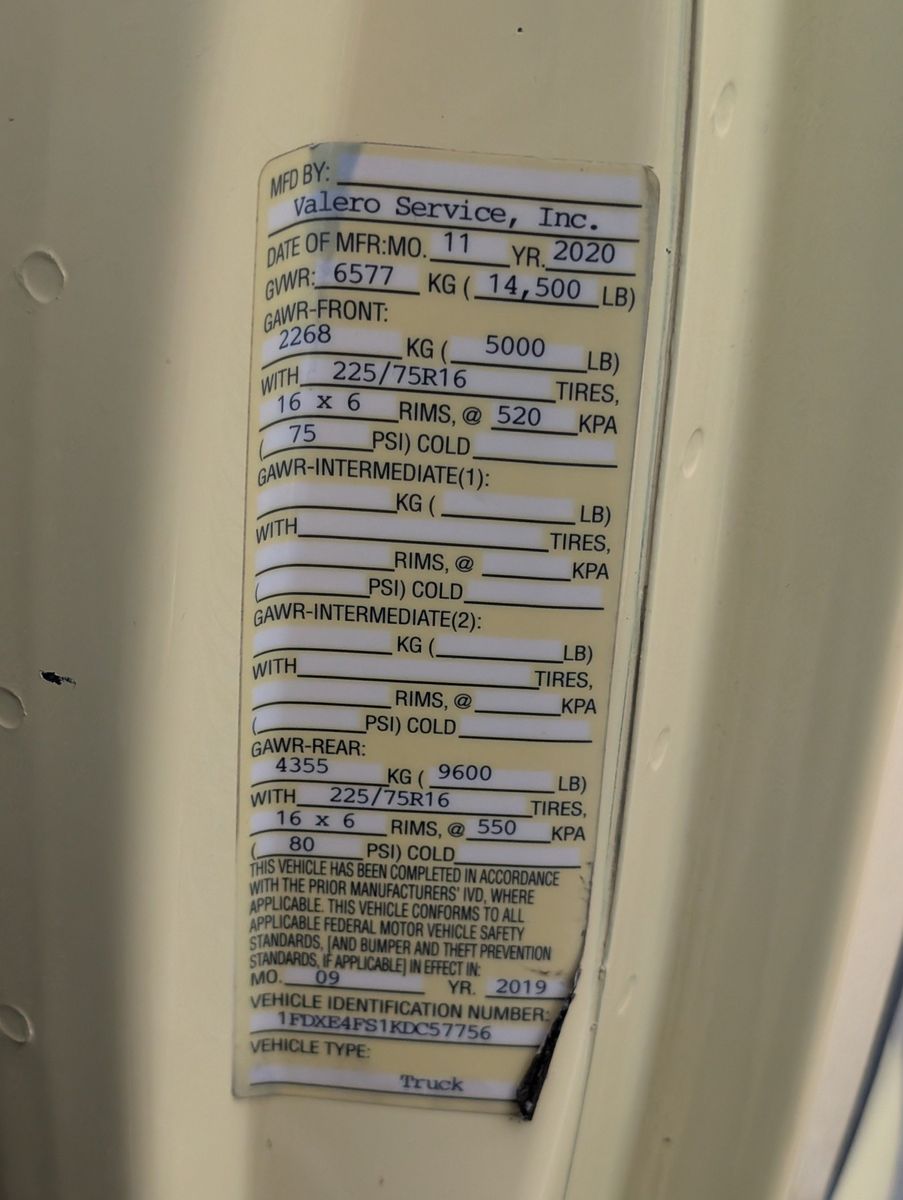 MFD BY:
Valero Service, Inc.
DATE OF MFR:MO. 11 YR. 2020
GVWR: 6577 KG ( 14,500 LB)
GAWR-FRONT:
2268 KG ( 5000 LB)
WITH 225/75R16 TIRES,
16 x 6 RIMS, @ 520 KPA
( 75 PSI) COLD
GAWR-INTERMEDIATE(1):
KG ( LB)
WITH TIRES,
RIMS, @ KPA
( PSI) COLD
GAWR-INTERMEDIATE(2):
KG ( LB)
WITH TIRES,
RIMS, @ KPA
( PSI) COLD
GAWR-REAR:
4355 KG ( 9600 LB)
WITH 225/75R16 TIRES,
16 x 6 RIMS, @ 550 KPA
( 80 PSI) COLD
THIS VEHICLE HAS BEEN COMPLETED IN ACCORDANCE
WITH THE PRIOR MANUFACTURERS' IVD, WHERE
APPLICABLE. THIS VEHICLE CONFORMS TO ALL
APPLICABLE FEDERAL MOTOR VEHICLE SAFETY
STANDARDS, [AND BUMPER AND THEFT PREVENTION
STANDARDS, IF APPLICABLE] IN EFFECT IN:
MO. 09 YR. 2019
VEHICLE IDENTIFICATION NUMBER:
1FDXE4FS1KDC57756
VEHICLE TYPE:
Truck